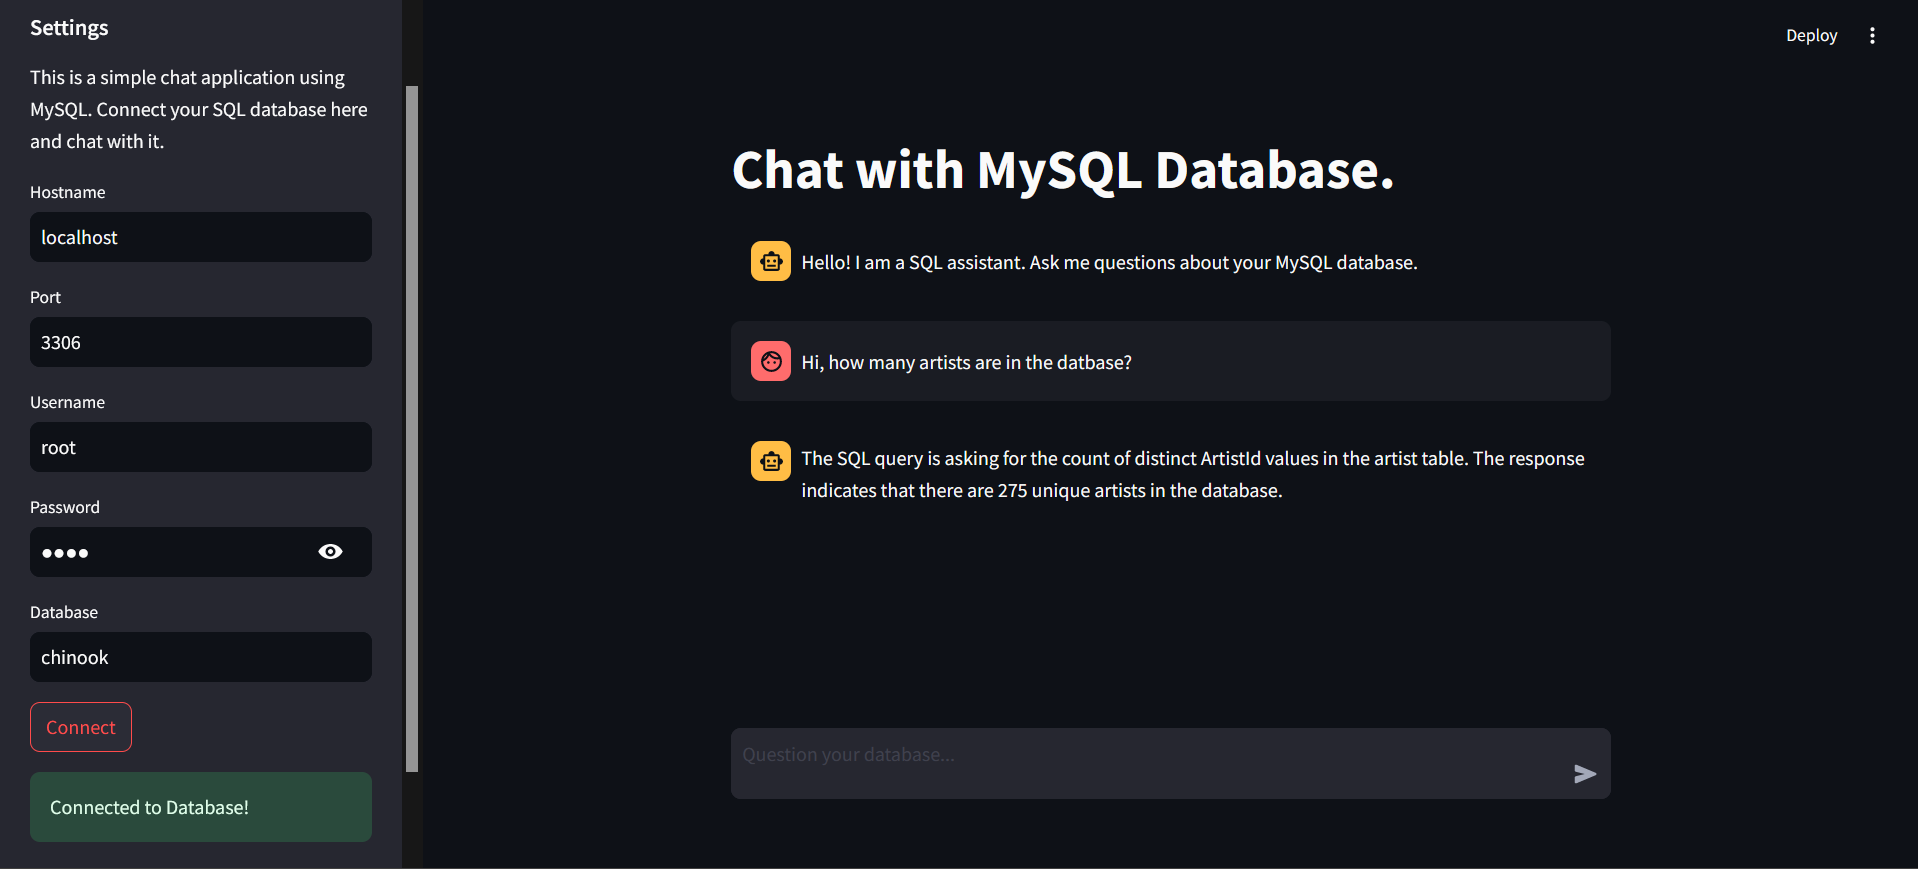 Settings
This is a simple chat application using
MySQL. Connect your SQL database here
and chat with it.
Hostname
localhost
Port
3306
Username
root
Password
••••
Database
chinook
Connect
Connected to Database!
Deploy
Chat with MySQL Database.
Hello! I am a SQL assistant. Ask me questions about your MySQL database.
Hi, how many artists are in the datbase?
The SQL query is asking for the count of distinct ArtistId values in the artist table. The response
indicates that there are 275 unique artists in the database.
Question your database...